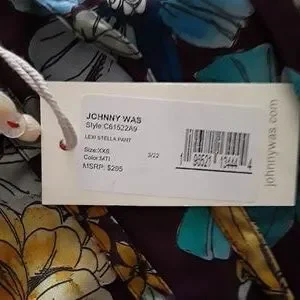 JOHNNY WAS
Style:C61522A9
LEXI STELLA PANT
Size:XXS
3/22
Color:MTI
MSRP: $295
johnnywas.com